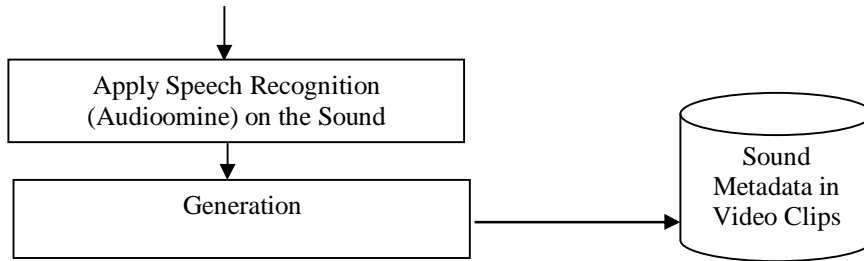 Apply Speech Recognition
(Audioomine) on the Sound
Generation
Sound
Metadata in
Video Clips